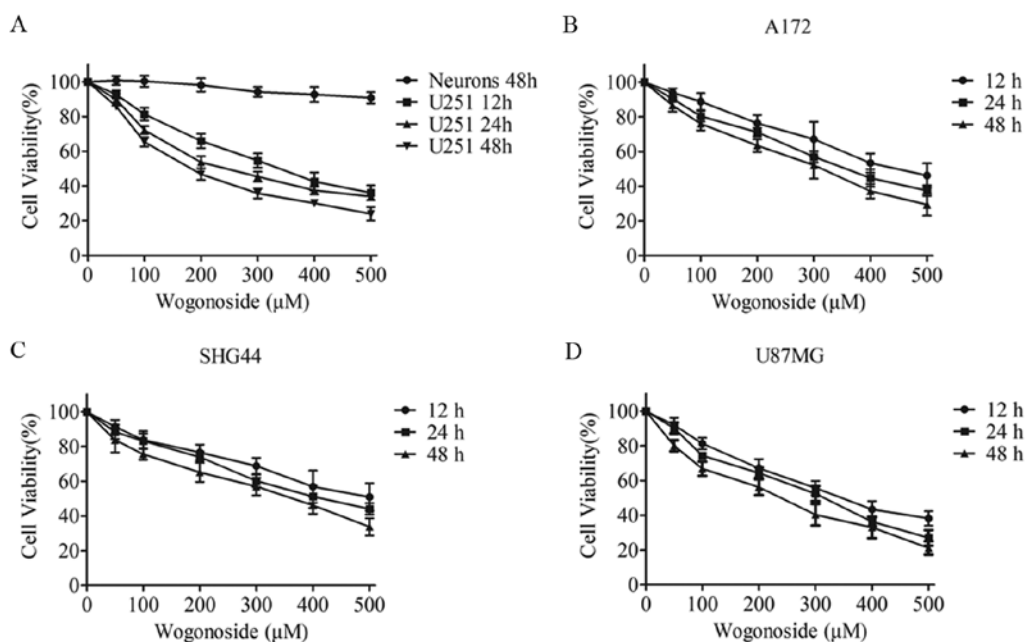 A
Cell Viability(%)
100
80
60
40
20
0
0 100 200 300 400 500
Wogonoside (µM)
Neurons 48h
U251 12h
U251 24h
U251 48h
B
A172
Cell Viability(%)
100
80
60
40
20
0
0 100 200 300 400 500
Wogonoside (µM)
12 h
24 h
48 h
C
SHG44
Cell Viability(%)
100
80
60
40
20
0
0 100 200 300 400 500
Wogonoside (µM)
12 h
24 h
48 h
D
U87MG
Cell Viability(%)
100
80
60
40
20
0
0 100 200 300 400 500
Wogonoside (µM)
12 h
24 h
48 h